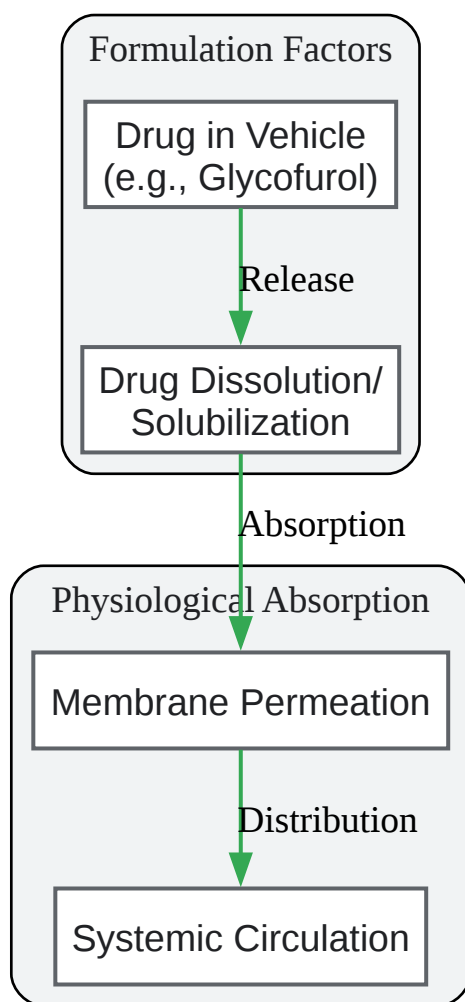 Formulation Factors
Drug in Vehicle
(e.g., Glycofurol)
Release
Drug Dissolution/
Solubilization
Absorption
Physiological Absorption
Membrane Permeation
Distribution
Systemic Circulation